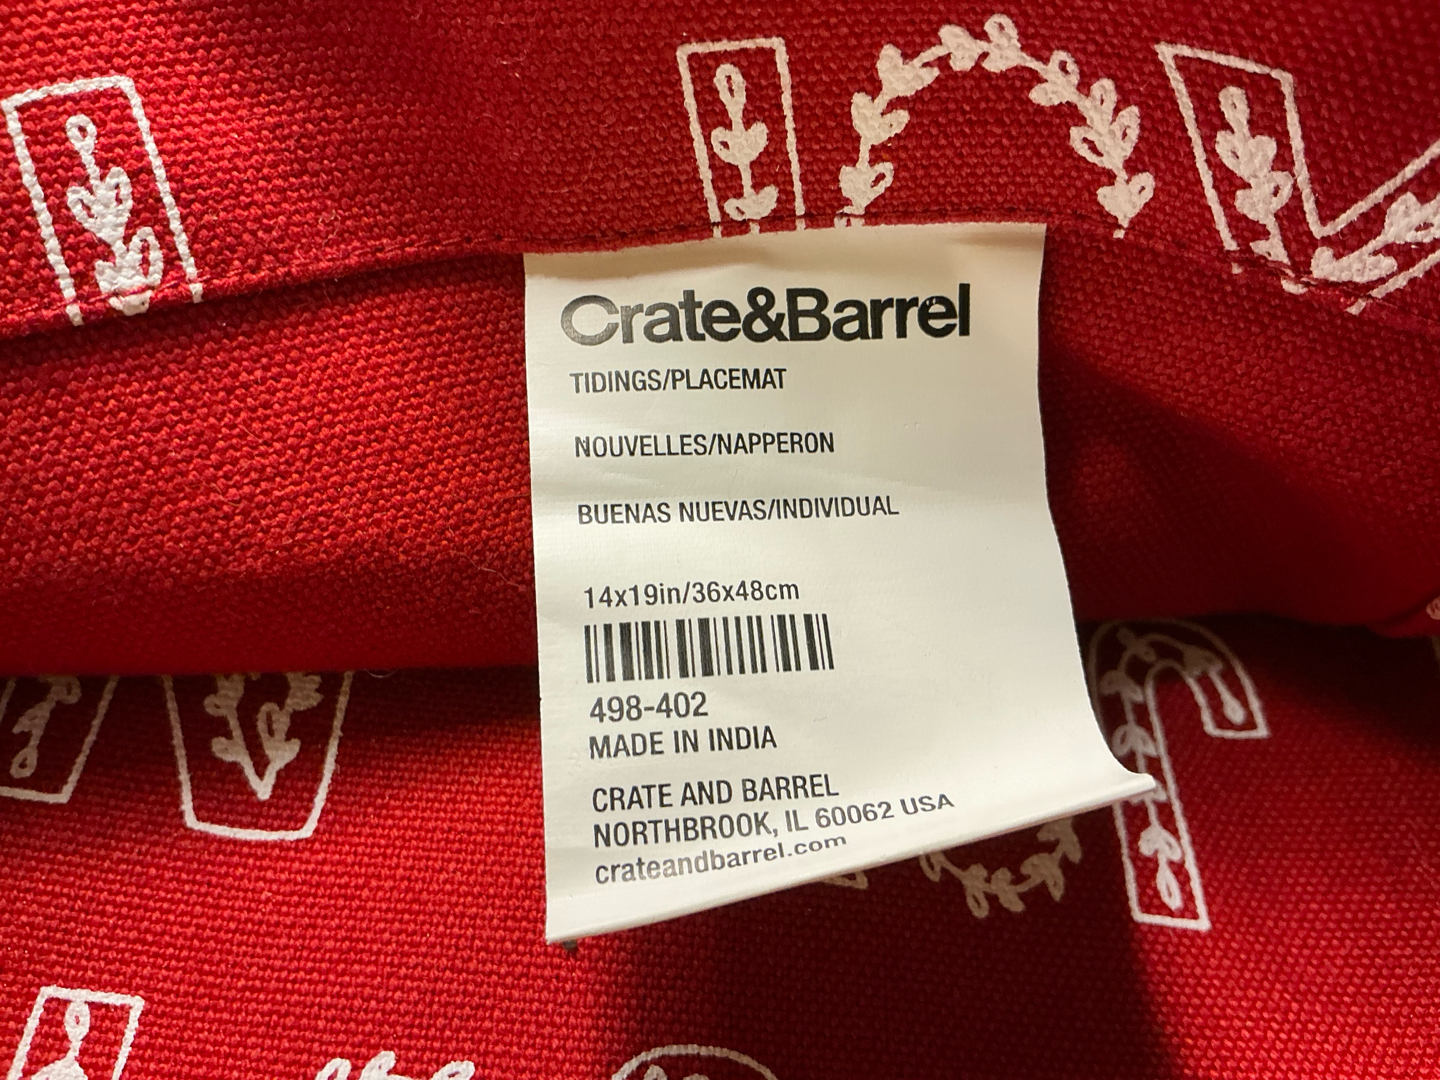 Crate&Barrel
TIDINGS/PLACEMAT
NOUVELLES/NAPPERON
BUENAS NUEVAS/INDIVIDUAL
14x19in/36x48cm
498-402
MADE IN INDIA
CRATE AND BARREL
NORTHBROOK, IL 60062 USA
crateandbarrel.com